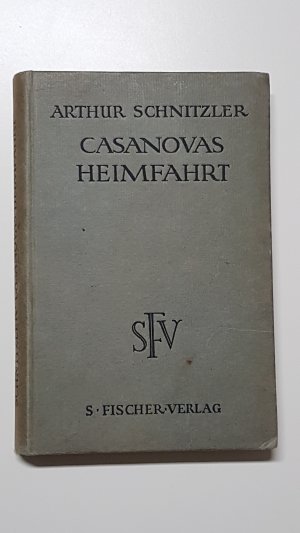 ARTHUR SCHNITZLER
CASANOVAS
HEIMFAHRT
SFV
S·FISCHER·VERLAG